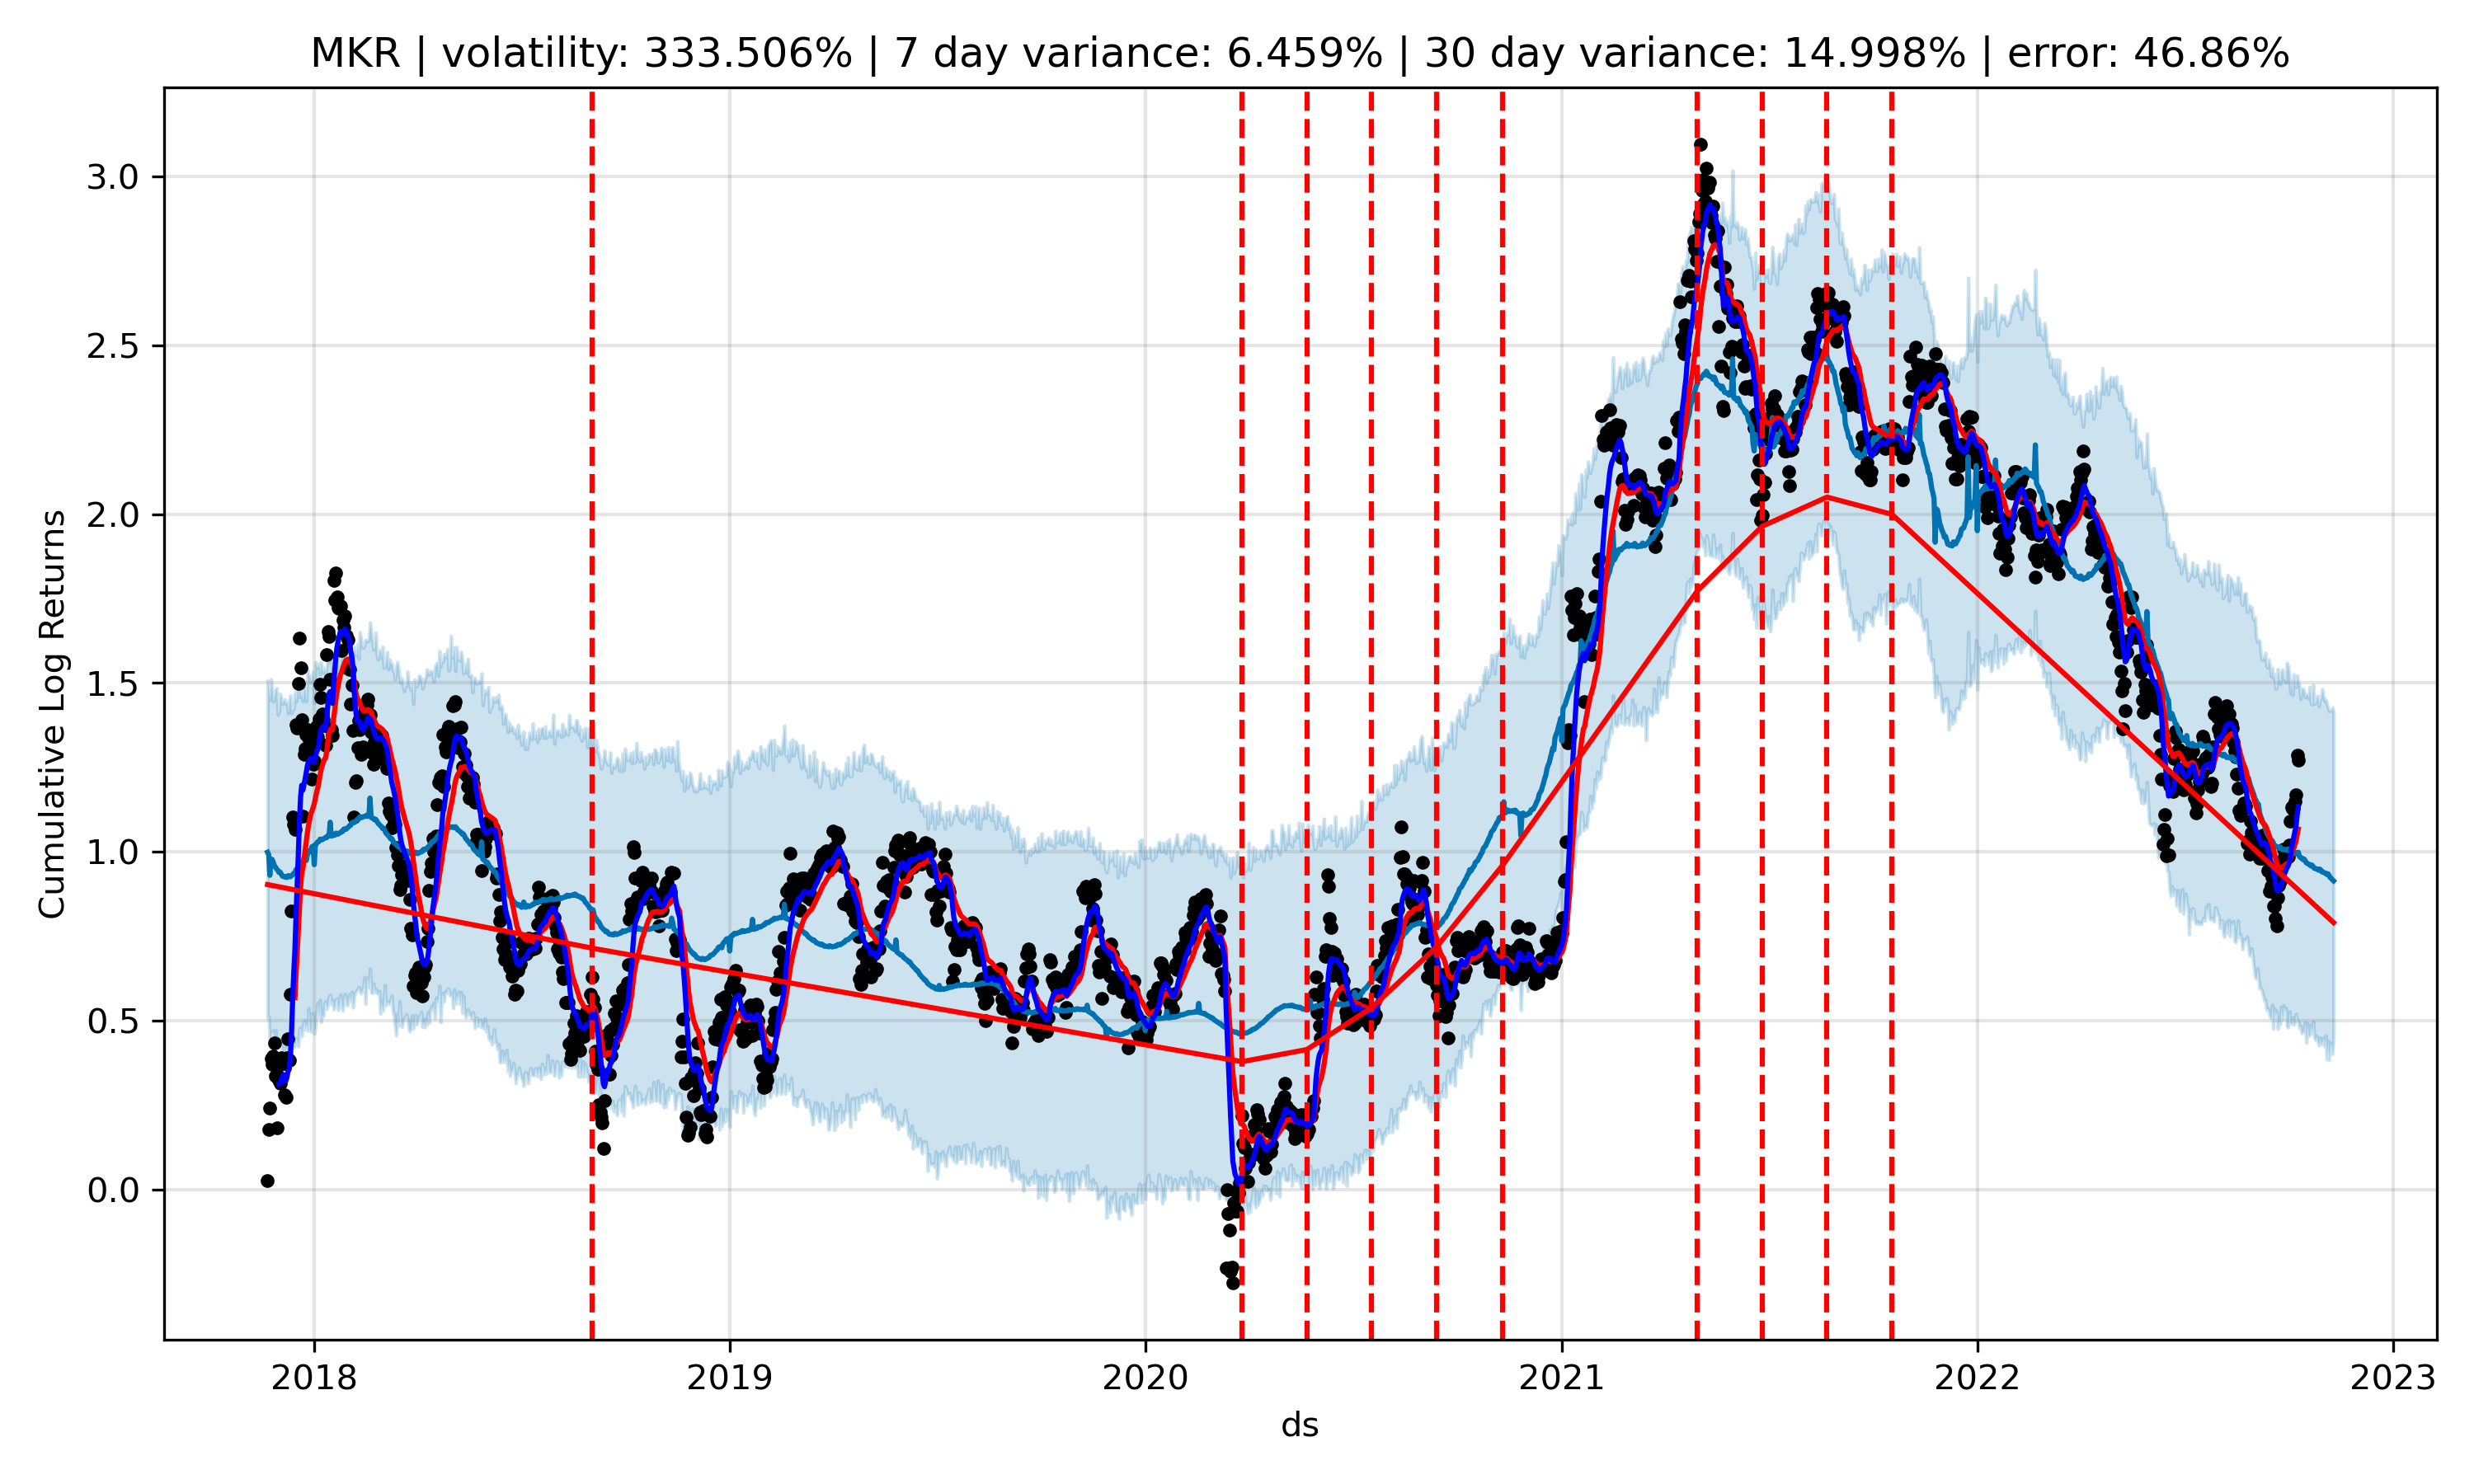 MKR | volatility: 333.506% | 7 day variance: 6.459% | 30 day variance: 14.998% | error: 46.86%
Cumulative Log Returns
3.0
2.5
2.0
1.5
1.0
0.5
0.0
2018 2019 2020 2021 2022 2023
ds